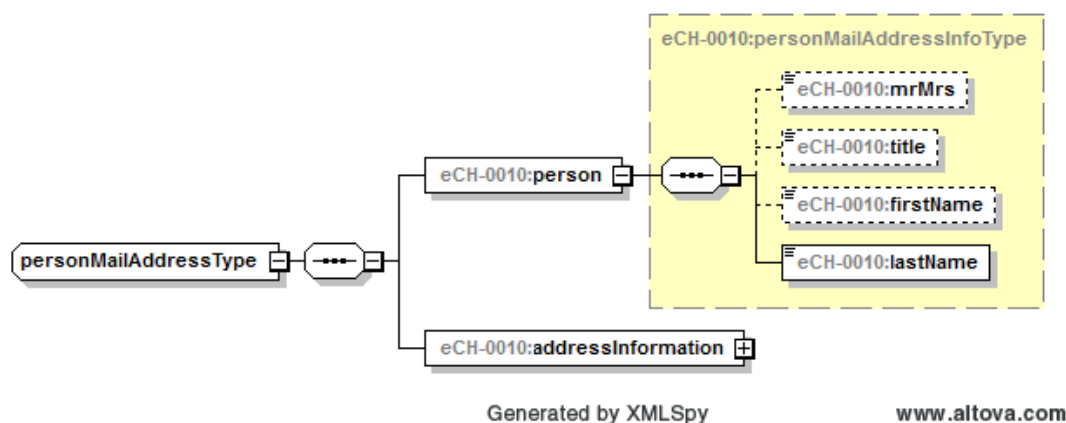 eCH-0010:personMailAddressInfoType
eCH-0010:mrMrs
eCH-0010:title
eCH-0010:person
eCH-0010:firstName
personMailAddressType
eCH-0010:lastName
eCH-0010:addressInformation
Generated by XMLSpy
www.altova.com